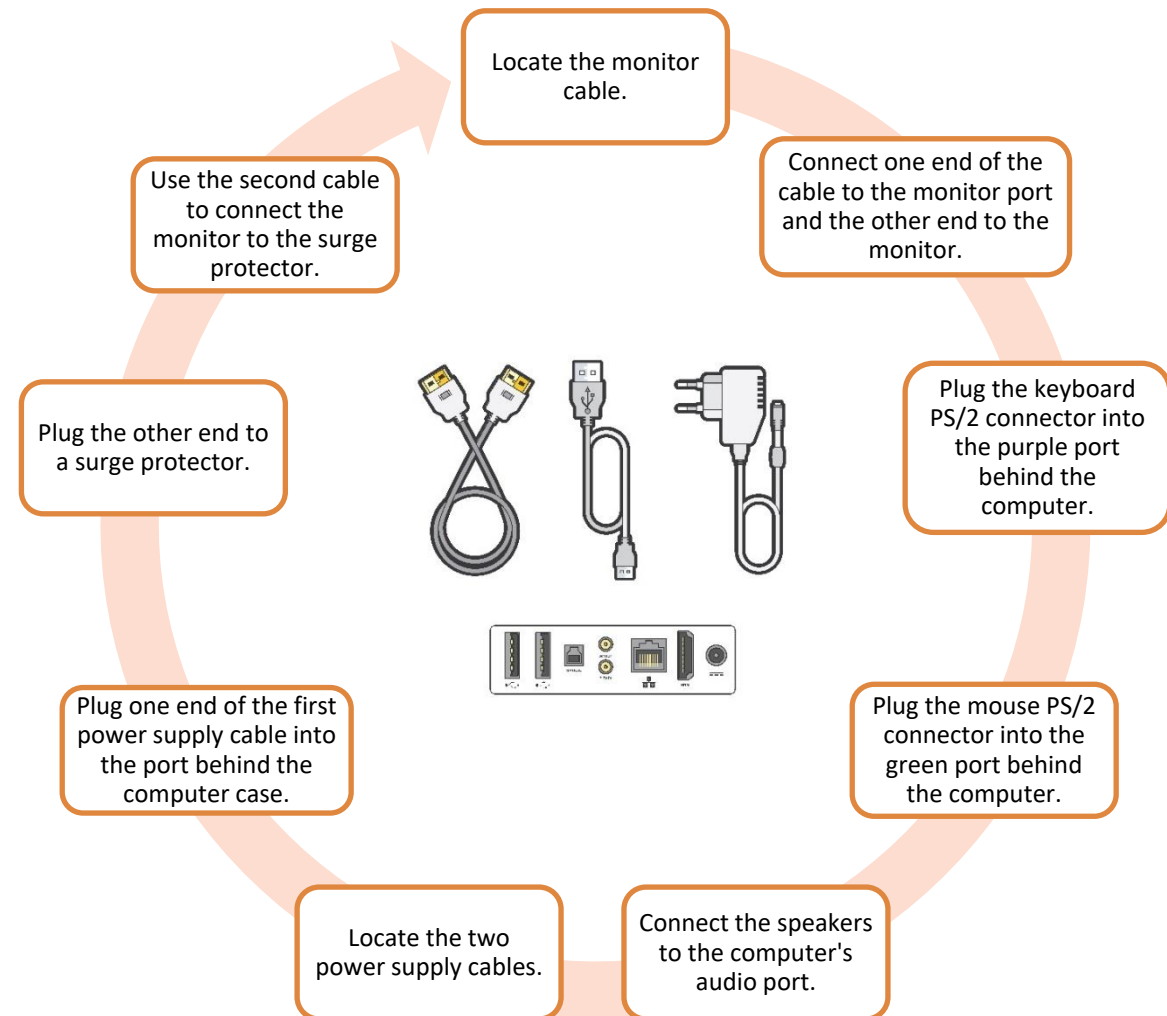 Locate the monitor
cable.
Connect one end of the
cable to the monitor port
and the other end to the
monitor.
Plug the keyboard
PS/2 connector into
the purple port
behind the
computer.
Plug the mouse PS/2
connector into the
green port behind
the computer.
Connect the speakers
to the computer's
audio port.
Locate the two
power supply cables.
Plug one end of the first
power supply cable into
the port behind the
computer case.
Plug the other end to
a surge protector.
Use the second cable
to connect the
monitor to the surge
protector.